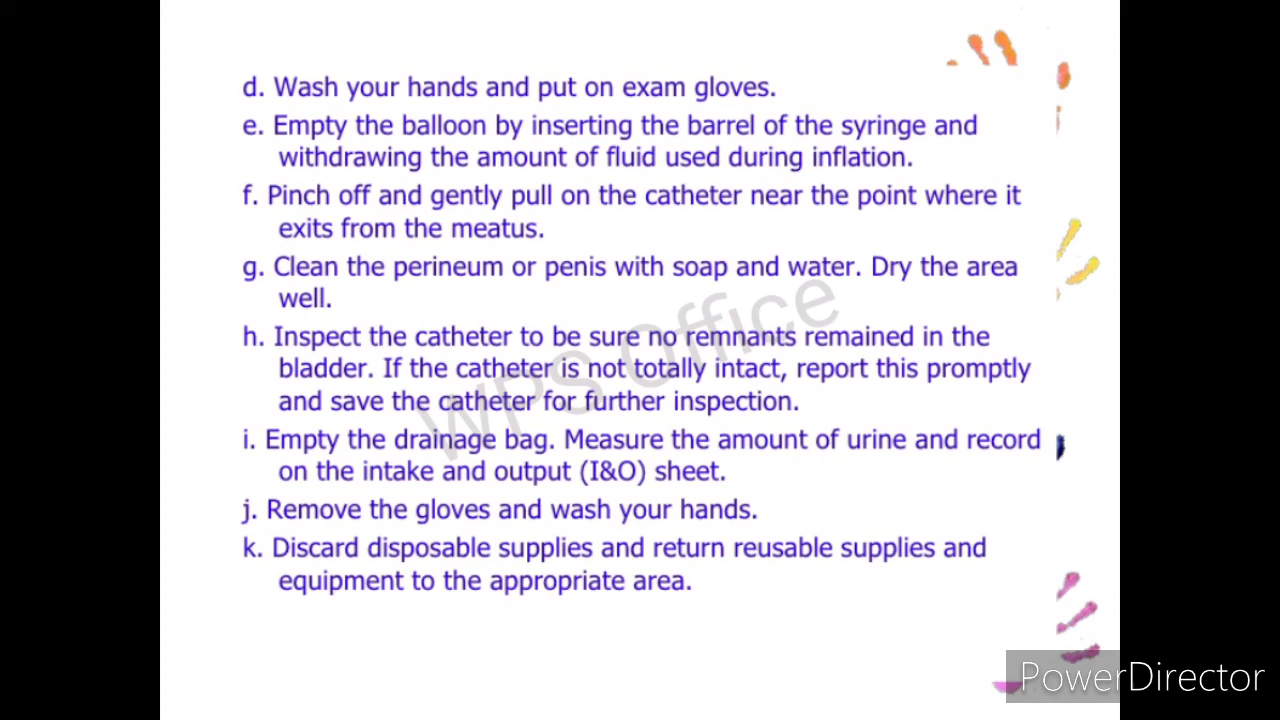 d. Wash your hands and put on exam gloves.
e. Empty the balloon by inserting the barrel of the syringe and
withdrawing the amount of fluid used during inflation.
f. Pinch off and gently pull on the catheter near the point where it
exits from the meatus.
g. Clean the perineum or penis with soap and water. Dry the area
well.
h. Inspect the catheter to be sure no remnants remained in the
bladder. If the catheter is not totally intact, report this promptly
and save the catheter for further inspection.
i. Empty the drainage bag. Measure the amount of urine and record
on the intake and output (I&O) sheet.
j. Remove the gloves and wash your hands.
k. Discard disposable supplies and return reusable supplies and
equipment to the appropriate area.
WPS Office
PowerDirector